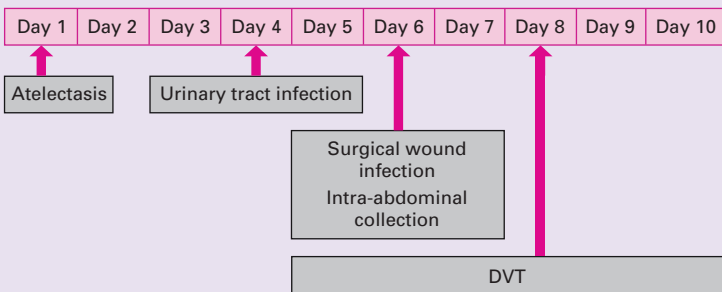 Day 1 Day 2 Day 3 Day 4 Day 5 Day 6 Day 7 Day 8 Day 9 Day 10
Atelectasis
Urinary tract infection
Surgical wound
infection
Intra-abdominal
collection
DVT